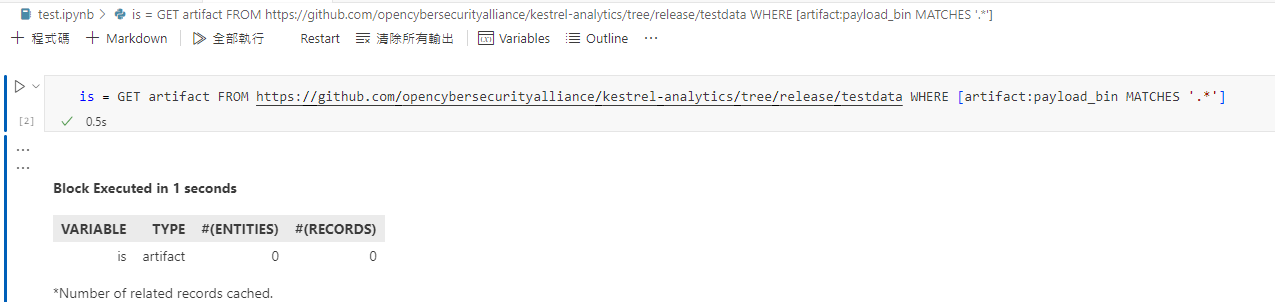 test.ipynb > is = GET artifact FROM https://github.com/opencybersecurityalliance/kestrel-analytics/tree/release/testdata WHERE [artifact:payload_bin MATCHES '.*']
+ 程式碼 + Markdown 全部執行 Restart 清除所有輸出 Variables Outline ...
is = GET artifact FROM https://github.com/opencybersecurityalliance/kestrel-analytics/tree/release/testdata WHERE [artifact:payload_bin MATCHES '.*']
[2] ✓ 0.5s
...
...
Block Executed in 1 seconds
VARIABLE TYPE #(ENTITIES) #(RECORDS)
is artifact 0 0
*Number of related records cached.